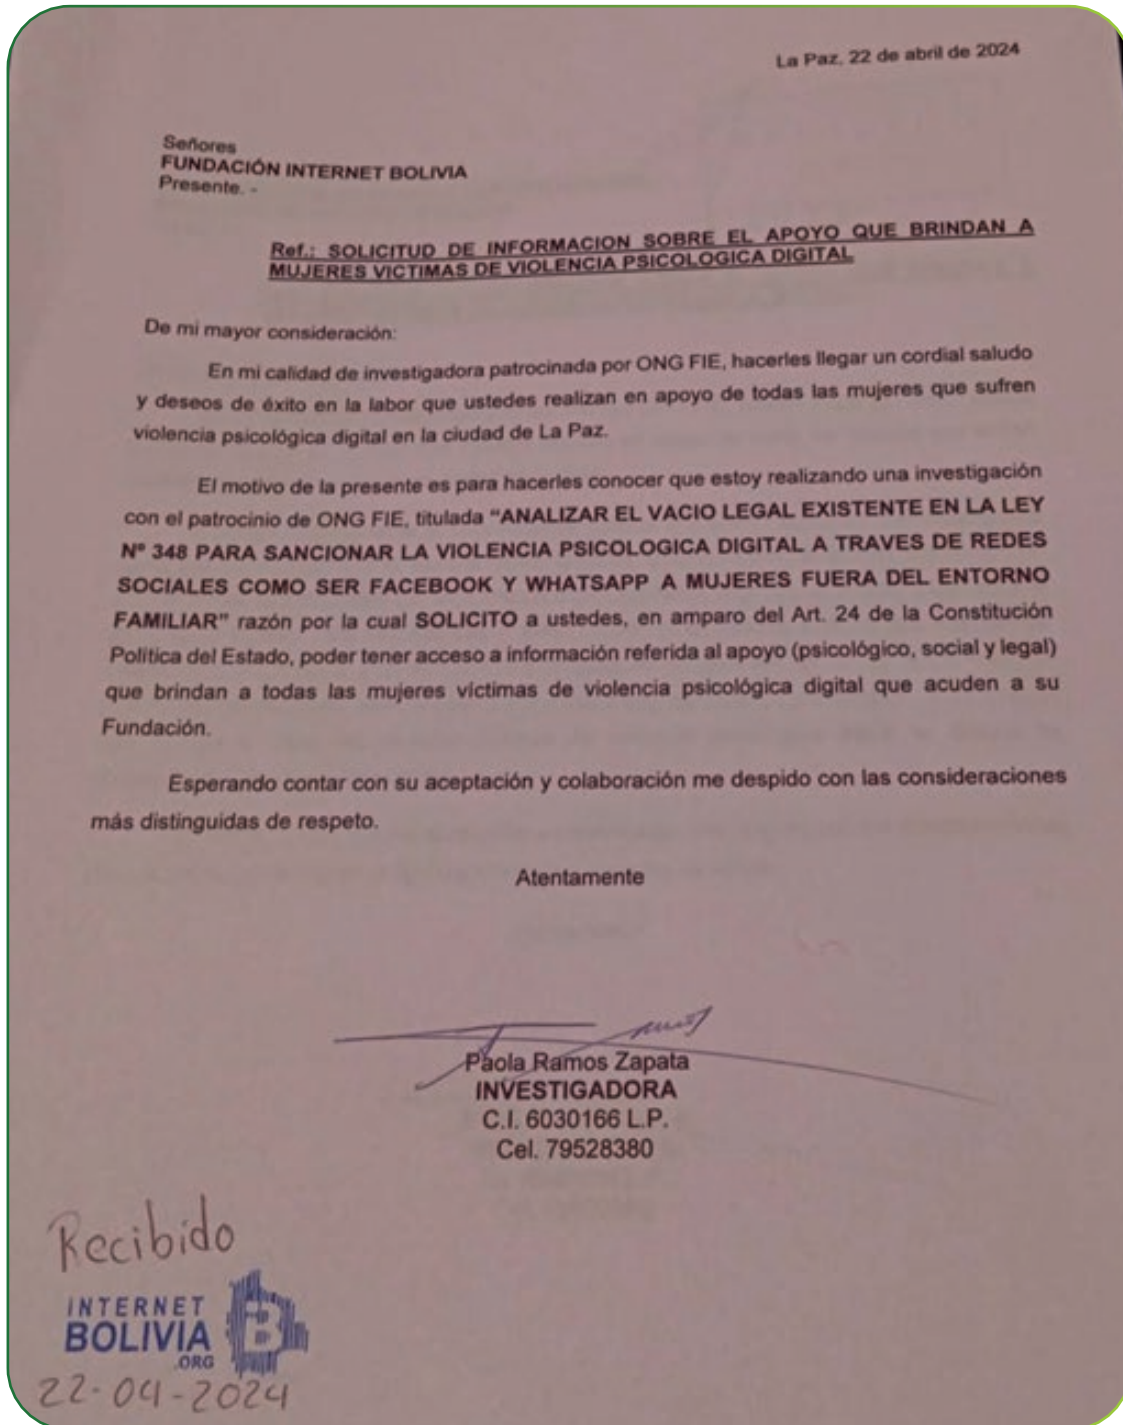 La Paz, 22 de abril de 2024
Señores
FUNDACIÓN INTERNET BOLIVIA
Presente. -
Ref.: SOLICITUD DE INFORMACION SOBRE EL APOYO QUE BRINDAN A
MUJERES VICTIMAS DE VIOLENCIA PSICOLOGICA DIGITAL
De mi mayor consideración:
En mi calidad de investigadora patrocinada por ONG FIE, hacerles llegar un cordial saludo
y deseos de éxito en la labor que ustedes realizan en apoyo de todas las mujeres que sufren
violencia psicológica digital en la ciudad de La Paz.
El motivo de la presente es para hacerles conocer que estoy realizando una investigación
con el patrocinio de ONG FIE, titulada “ANALIZAR EL VACIO LEGAL EXISTENTE EN LA LEY
Nº 348 PARA SANCIONAR LA VIOLENCIA PSICOLOGICA DIGITAL A TRAVES DE REDES
SOCIALES COMO SER FACEBOOK Y WHATSAPP A MUJERES FUERA DEL ENTORNO
FAMILIAR” razón por la cual SOLICITO a ustedes, en amparo del Art. 24 de la Constitución
Política del Estado, poder tener acceso a información referida al apoyo (psicológico, social y legal)
que brindan a todas las mujeres víctimas de violencia psicológica digital que acuden a su
Fundación.
Esperando contar con su aceptación y colaboración me despido con las consideraciones
más distinguidas de respeto.
Atentamente
Paola Ramos Zapata
INVESTIGADORA
C.I. 6030166 L.P.
Cel. 79528380
Recibido
INTERNET
BOLIVIA
.ORG
B
22-04-2024